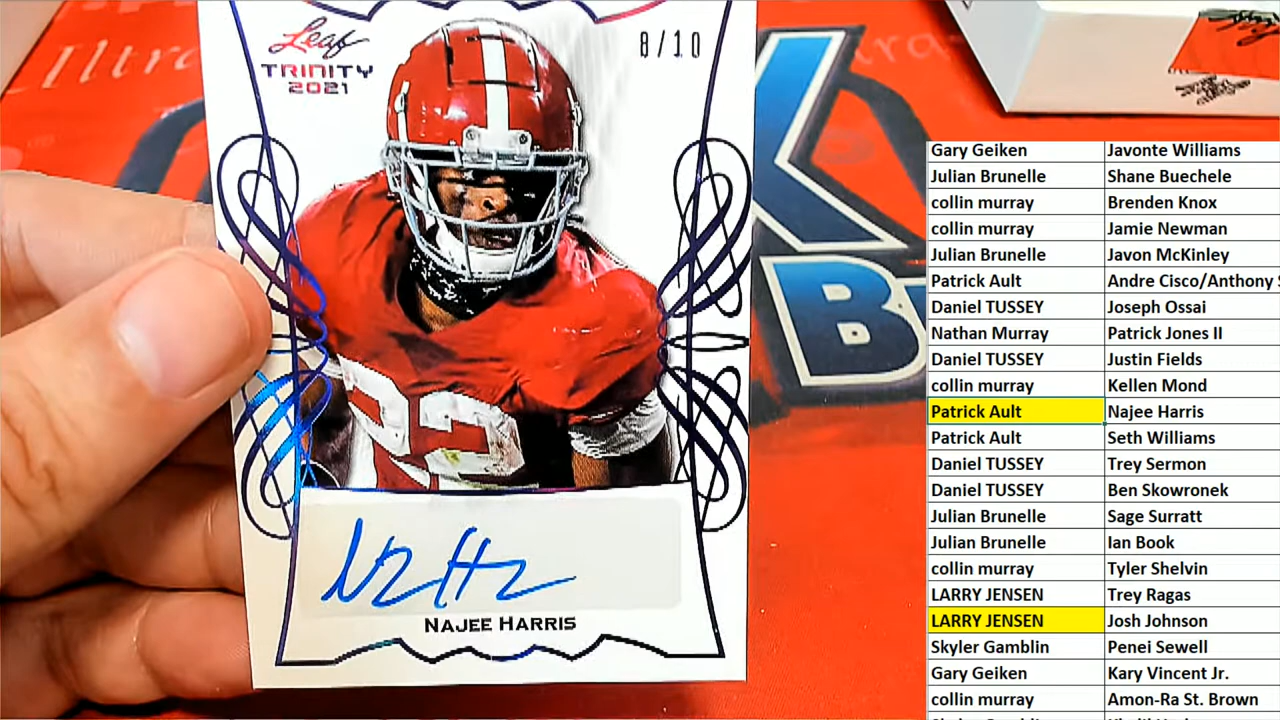 Leaf
TRINITY
2021
8/10
23
NAJEE HARRIS
Gary Geiken Javonte Williams
Julian Brunelle Shane Buechele
collin murray Brenden Knox
collin murray Jamie Newman
Julian Brunelle Javon McKinley
Patrick Ault Andre Cisco/Anthony
Daniel TUSSEY Joseph Ossai
Nathan Murray Patrick Jones II
Daniel TUSSEY Justin Fields
collin murray Kellen Mond
Patrick Ault Najee Harris
Patrick Ault Seth Williams
Daniel TUSSEY Trey Sermon
Daniel TUSSEY Ben Skowronek
Julian Brunelle Sage Surratt
Julian Brunelle Ian Book
collin murray Tyler Shelvin
LARRY JENSEN Trey Ragas
LARRY JENSEN Josh Johnson
Skyler Gamblin Penei Sewell
Gary Geiken Kary Vincent Jr.
collin murray Amon-Ra St. Brown